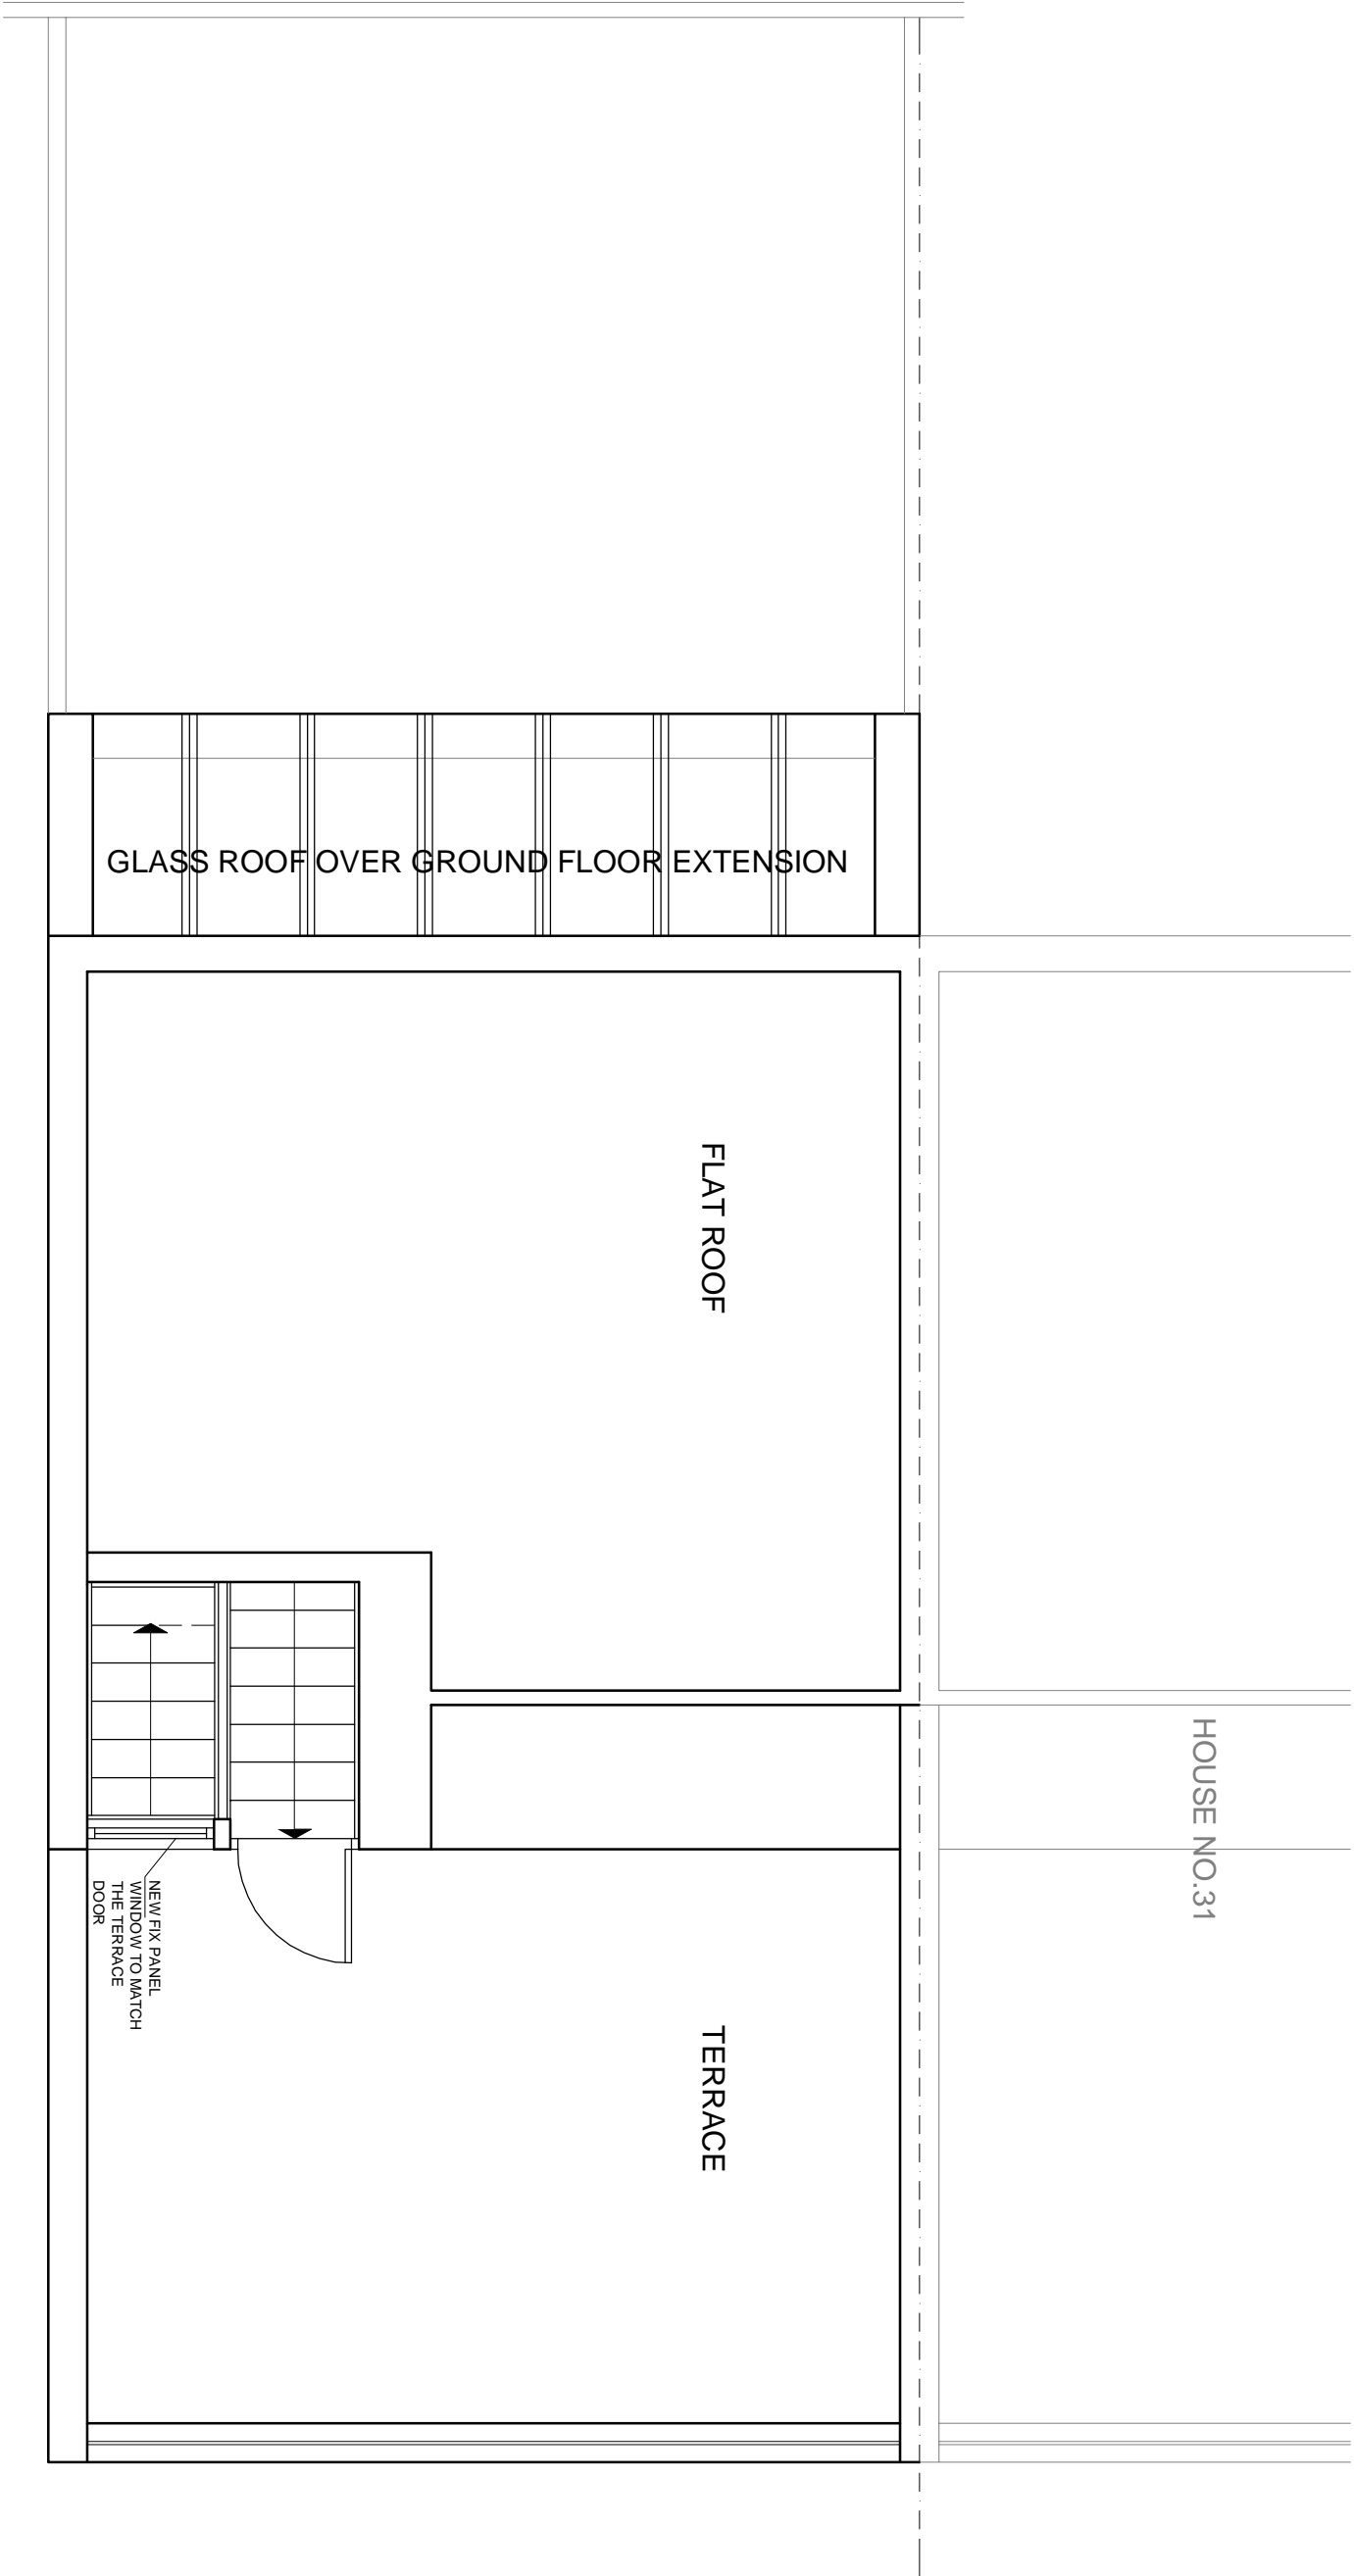 GLASS ROOF OVER GROUND FLOOR EXTENSION
FLAT ROOF
HOUSE NO.31
NEW FIX PANEL
WINDOW TO MATCH
THE TERRACE
DOOR
TERRACE